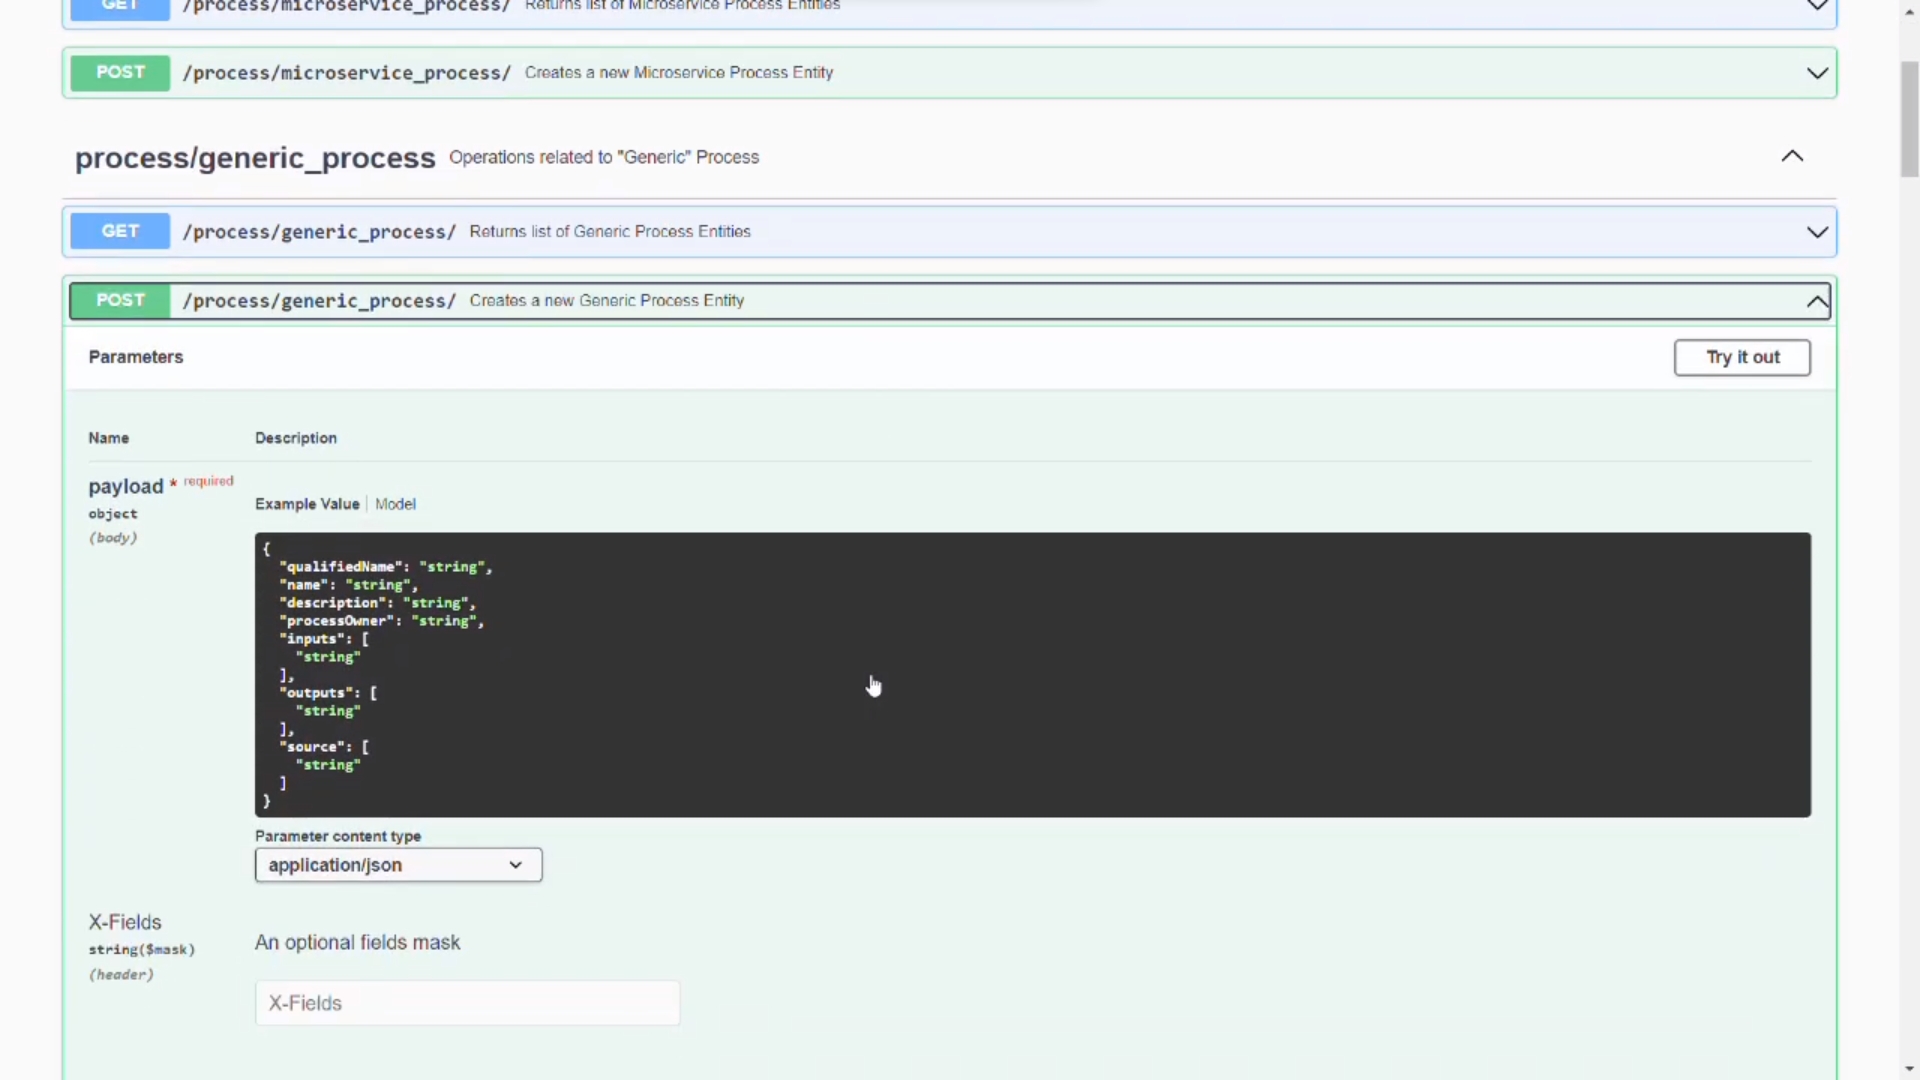 GET /process/microservice_process/ Returns list of Microservice Process Entities
POST /process/microservice_process/ Creates a new Microservice Process Entity
process/generic_process Operations related to "Generic" Process
GET /process/generic_process/ Returns list of Generic Process Entities
POST /process/generic_process/ Creates a new Generic Process Entity
Parameters Try it out
Name Description
payload * required
object
(body)
Example Value Model
{
"qualifiedName": "string",
"name": "string",
"description": "string",
"processOwner": "string",
"inputs": [
"string"
],
"outputs": [
"string"
],
"source": [
"string"
]
}
Parameter content type
application/json
X-Fields
string($mask)
(header)
An optional fields mask
X-Fields